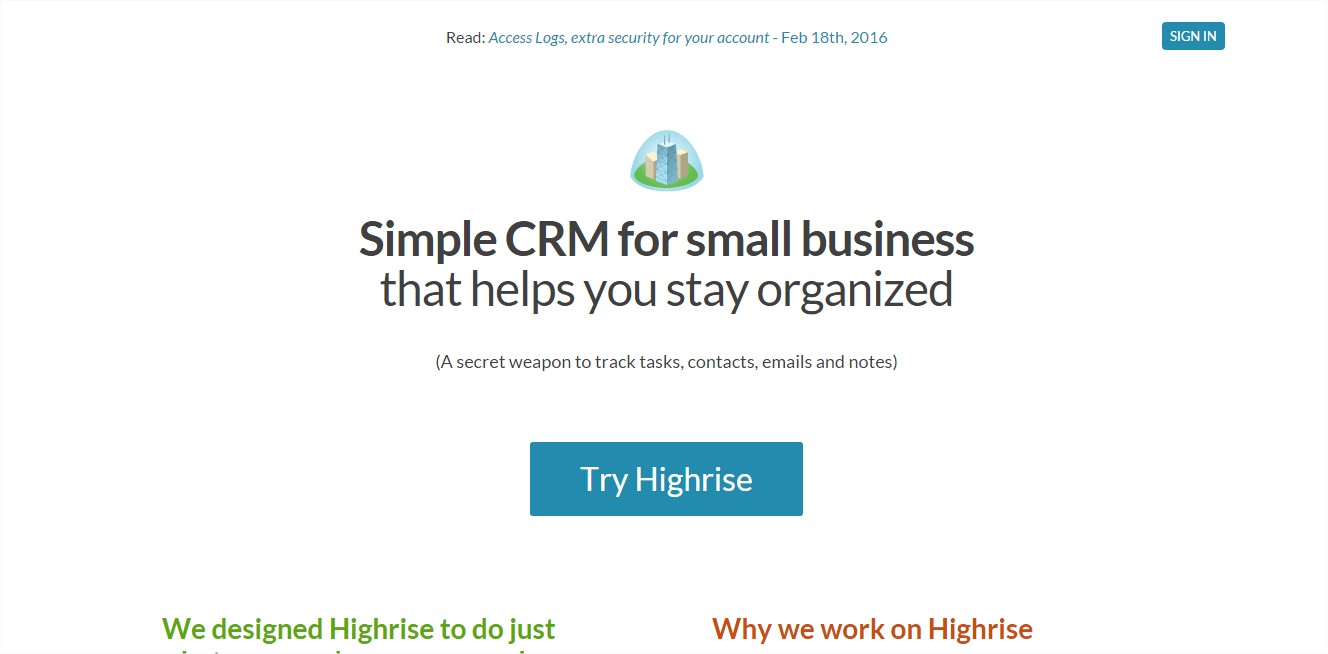 Read: Access Logs, extra security for your account - Feb 18th, 2016
SIGN IN
Simple CRM for small business
that helps you stay organized
(A secret weapon to track tasks, contacts, emails and notes)
Try Highrise
We designed Highrise to do just
Why we work on Highrise